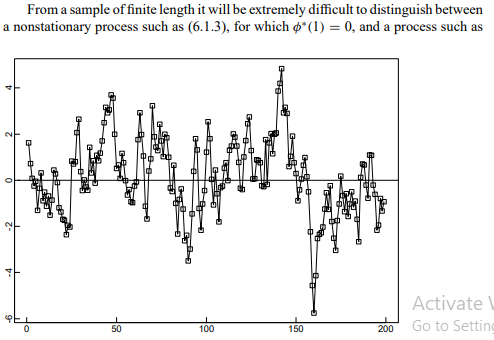 From a sample of finite length it will be extremely difficult to distinguish between
a nonstationary process such as (6.1.3), for which ϕ*(1) = 0, and a process such as
4
2
0
-2
-4
-6
0 50 100 150 200
Activate
Go to Setting